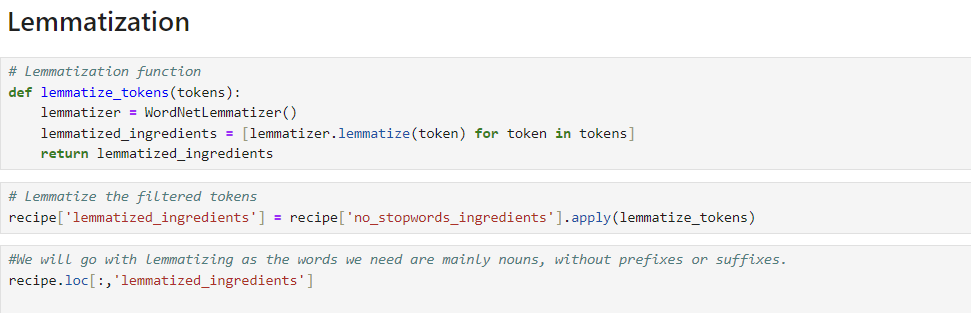 Lemmatization
# Lemmatization function
def lemmatize_tokens(tokens):
    lemmatizer = WordNetLemmatizer()
    lemmatized_ingredients = [lemmatizer.lemmatize(token) for token in tokens]
    return lemmatized_ingredients
# Lemmatize the filtered tokens
recipe['lemmatized_ingredients'] = recipe['no_stopwords_ingredients'].apply(lemmatize_tokens)
#We will go with lemmatizing as the words we need are mainly nouns, without prefixes or suffixes.
recipe.loc[:,'lemmatized_ingredients']